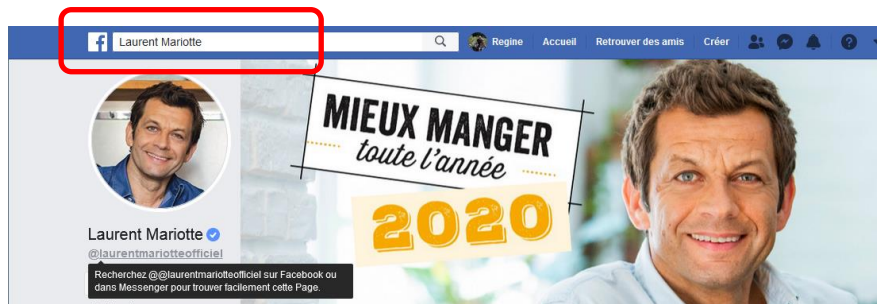 Laurent Mariotte
Regine Accueil Retrouver des amis Créer
MIEUX MANGER
toute l'année
2020
Laurent Mariotte
@laurentmariotteofficiel
Recherchez @@laurentmariotteofficiel sur Facebook ou
dans Messenger pour trouver facilement cette Page.